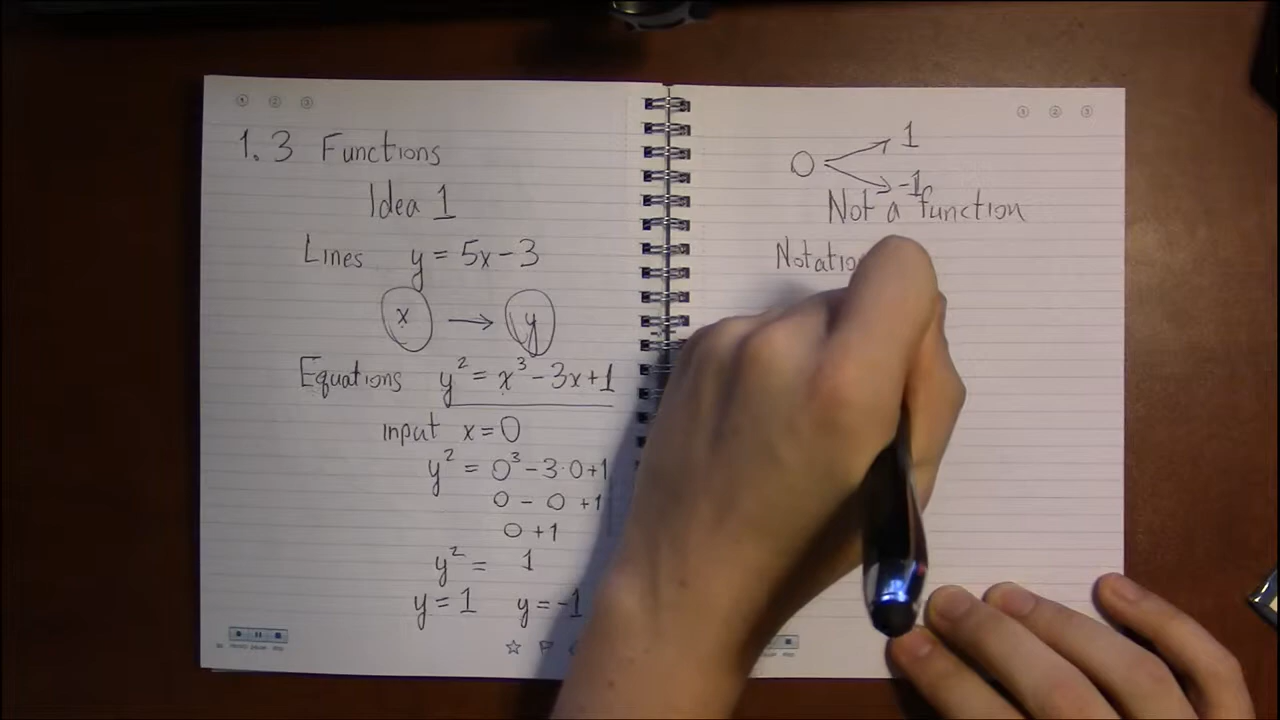 1.3 Functions
Idea 1
Lines y = 5x - 3
x → y
Equations y² = x³ - 3x + 1
input x = 0
y² = 0³ - 3·0 + 1
0 - 0 + 1
0 + 1
y² = 1
y = 1 y = -1
0 1
-1
Not a function